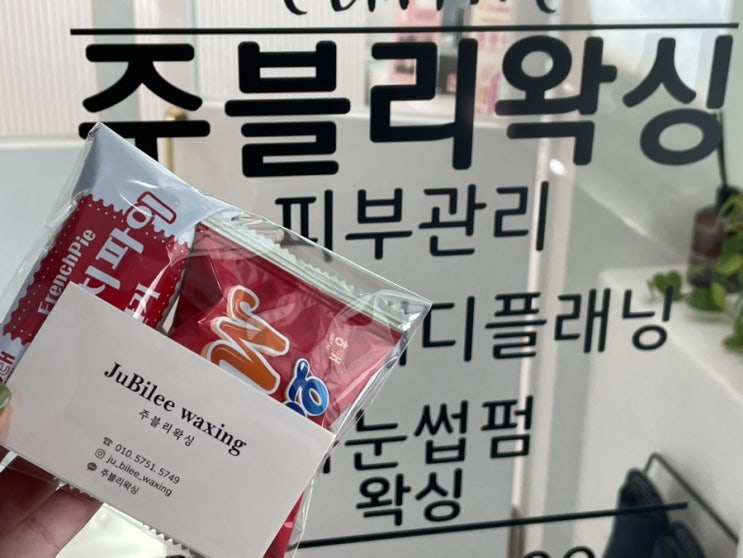 주블리왁싱
피부관리
디플래닝
눈썹펌
왁싱
FrenchPie
JuBilee waxing
주블리왁싱
010.5751.5749
ju_bilee_waxing
주블리왁싱